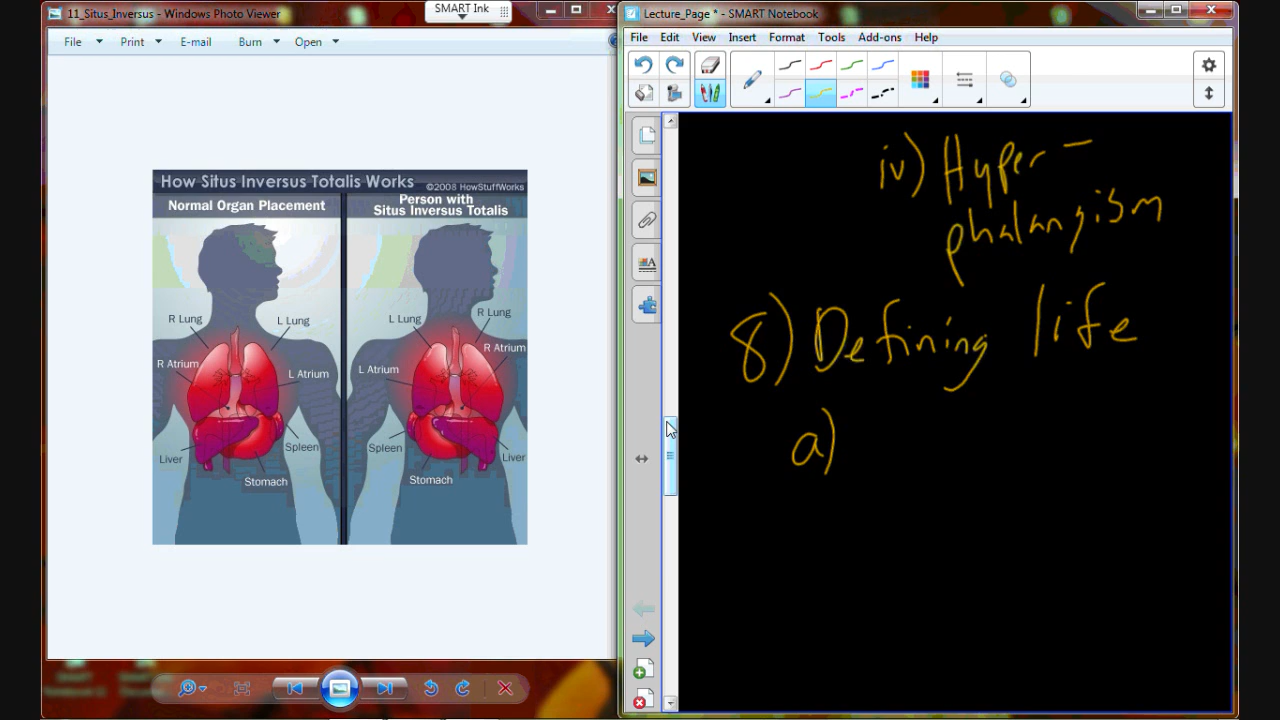 11_Situs_Inversus - Windows Photo Viewer
SMART Ink
File Print E-mail Burn Open
How Situs Inversus Totalis Works ©2008 HowStuffWorks
Normal Organ Placement
Person with
Situs Inversus Totalis
R Lung
L Lung
R Atrium
L Atrium
Liver
Spleen
Stomach
L Lung
R Lung
R Atrium
L Atrium
Spleen
Liver
Stomach
Lecture_Page * - SMART Notebook
File Edit View Insert Format Tools Add-ons Help
iv) Hyper-
phalangism
8) Defining life
a)